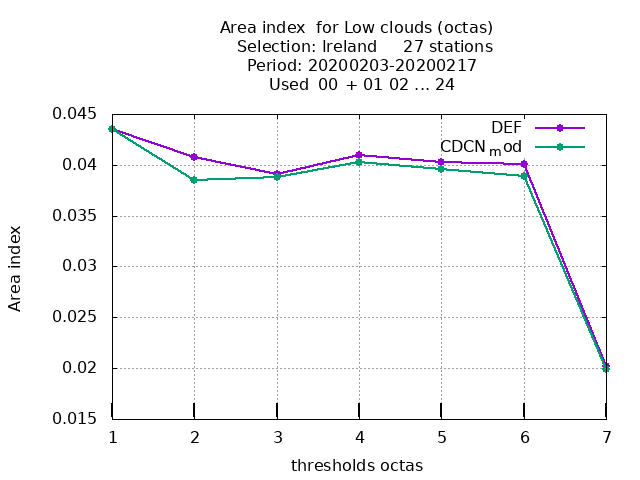 Area index  for Low clouds (octas)
Selection: Ireland     27 stations
Period: 20200203-20200217
Used  00 + 01 02 ... 24
0.045
DEF
CDCN_mod
0.04
0.035
0.03
0.025
0.02
0.015
Area index
1 2 3 4 5 6 7
thresholds octas